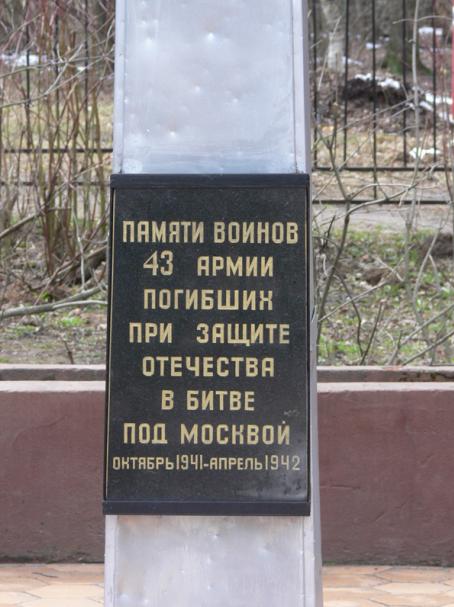 ПАМЯТИ ВОИНОВ
43 АРМИИ
ПОГИБШИХ
ПРИ ЗАЩИТЕ
ОТЕЧЕСТВА
В БИТВЕ
ПОД МОСКВОЙ
ОКТЯБРЬ 1941-АПРЕЛЬ 1942